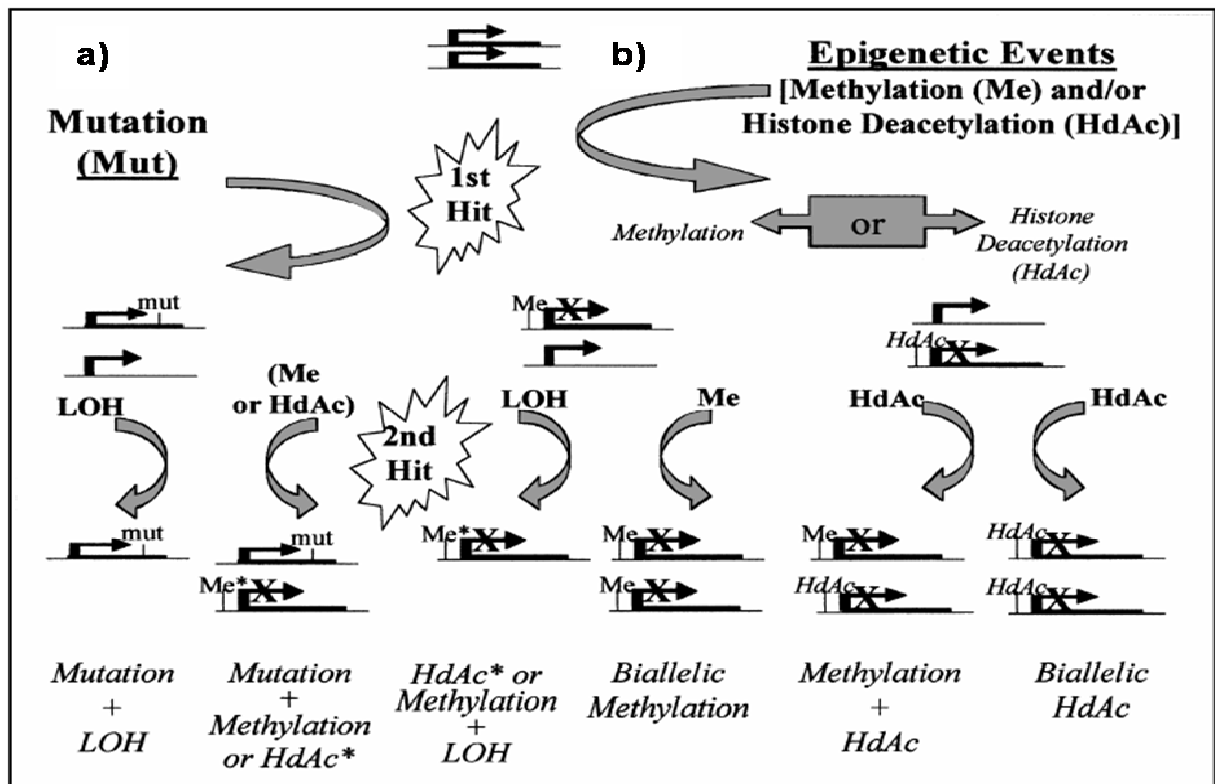 a)
b)
Epigenetic Events
[Methylation (Me) and/or
Histone Deacetylation (HdAc)]
Mutation
(Mut)
1st
Hit
Methylation
or
Histone
Deacetylation
(HdAc)
mut
Me
X
HdAc
X
LOH
(Me
or HdAc)
2nd
Hit
LOH
Me
HdAc
HdAc
mut
mut
Me*
X
Me*
X
Me
X
Me
X
Me
X
HdAc
X
HdAc
X
HdAc
X
Mutation
+
LOH
Mutation
+
Methylation
or HdAc*
HdAc* or
Methylation
+
LOH
Biallelic
Methylation
Methylation
+
HdAc
Biallelic
HdAc